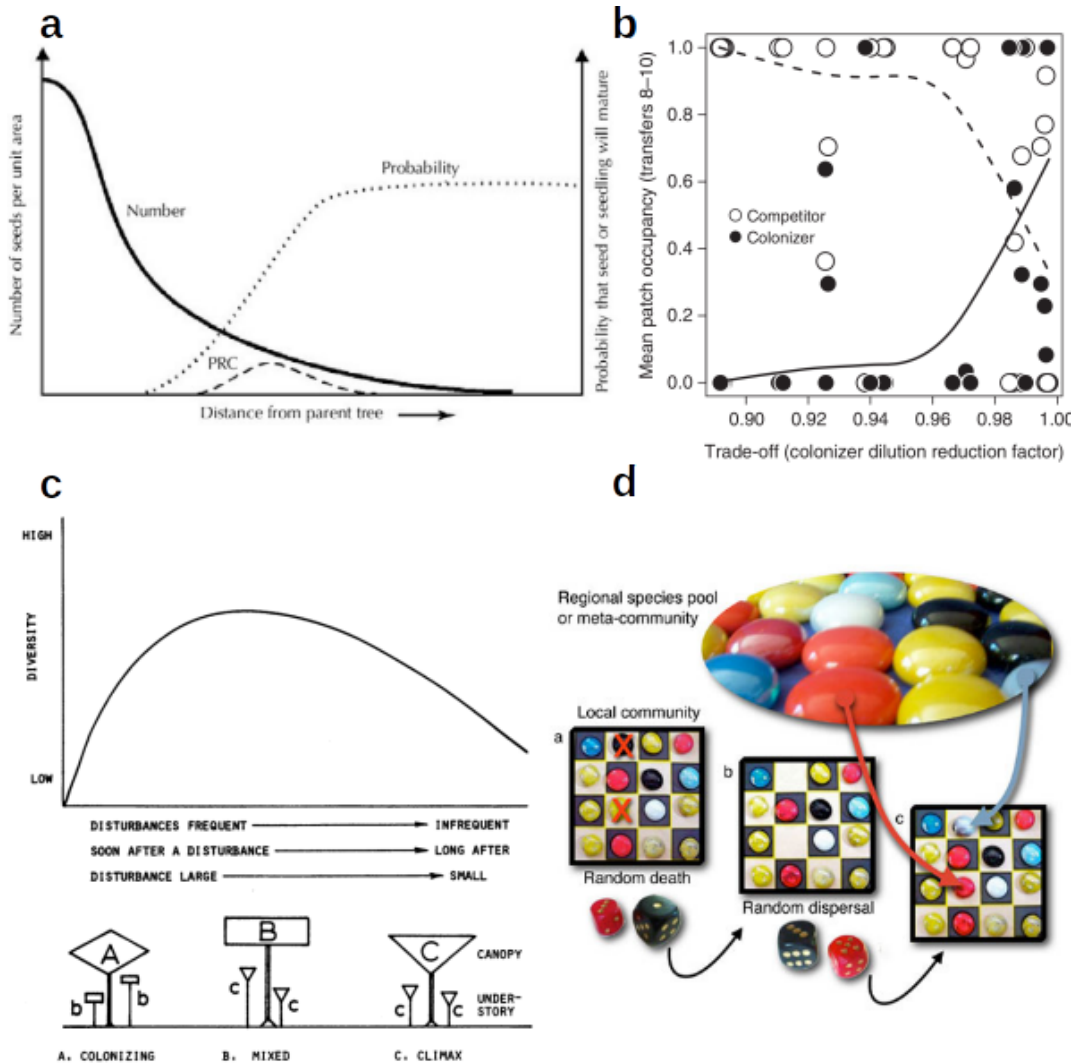 a
Number of seeds per unit area
Probability that seed or seedling will mature
Probability
Number
PRC
Distance from parent tree
b
Mean patch occupancy (transfers 8–10)
1.0
0.8
0.6
0.4
0.2
0.0
Competitor
Colonizer
0.90
0.92
0.94
0.96
0.98
1.00
Trade-off (colonizer dilution reduction factor)
c
HIGH
DIVERSITY
LOW
DISTURBANCES FREQUENT
INFREQUENT
SOON AFTER A DISTURBANCE
LONG AFTER
DISTURBANCE LARGE
SMALL
A
b
b
B
c
c
C
c
c
CANOPY
UNDER-
STORY
A. COLONIZING
B. MIXED
C. CLIMAX
d
Regional species pool
or meta-community
Local community
a
X
X
Random death
b
Random dispersal
c